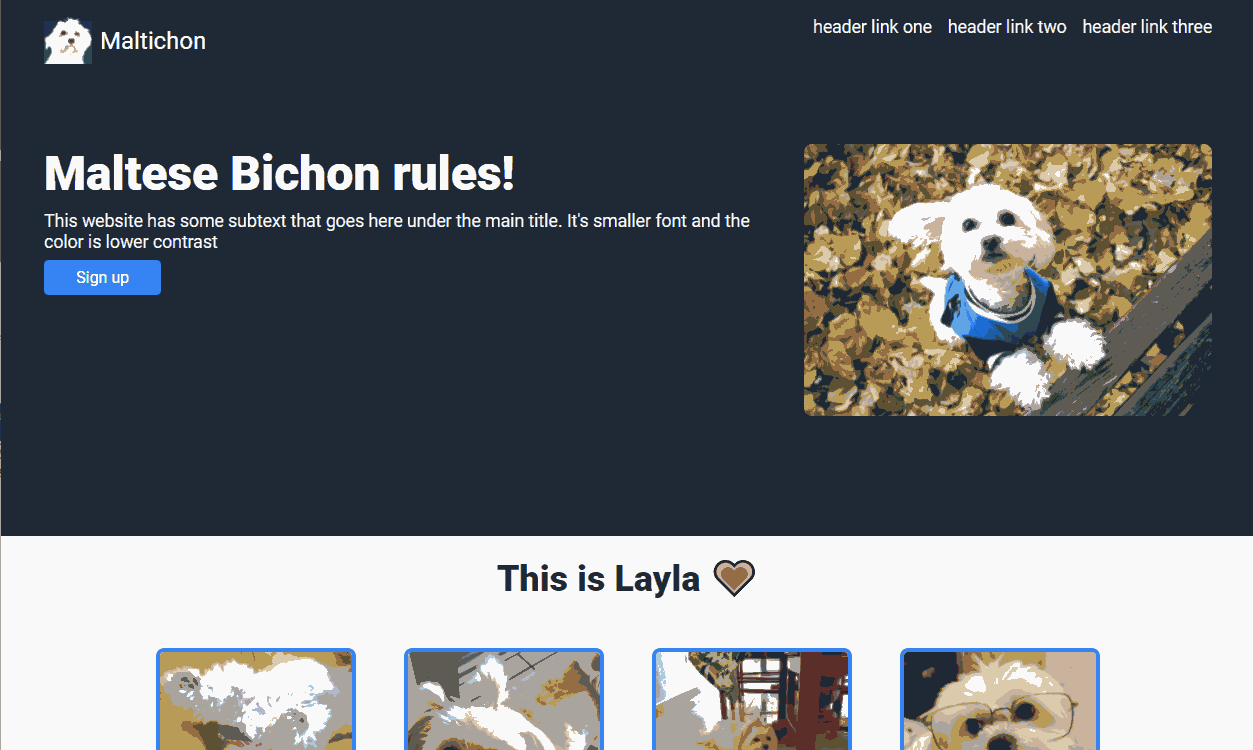 Maltichon
header link one header link two header link three
Maltese Bichon rules!
This website has some subtext that goes here under the main title. It's smaller font and the
color is lower contrast
Sign up
This is Layla